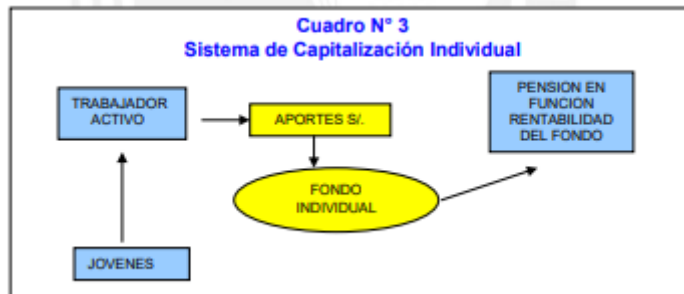 Cuadro N° 3
Sistema de Capitalización Individual
TRABAJADOR
ACTIVO
APORTES S/.
PENSION EN
FUNCION
RENTABILIDAD
DEL FONDO
FONDO
INDIVIDUAL
JOVENES